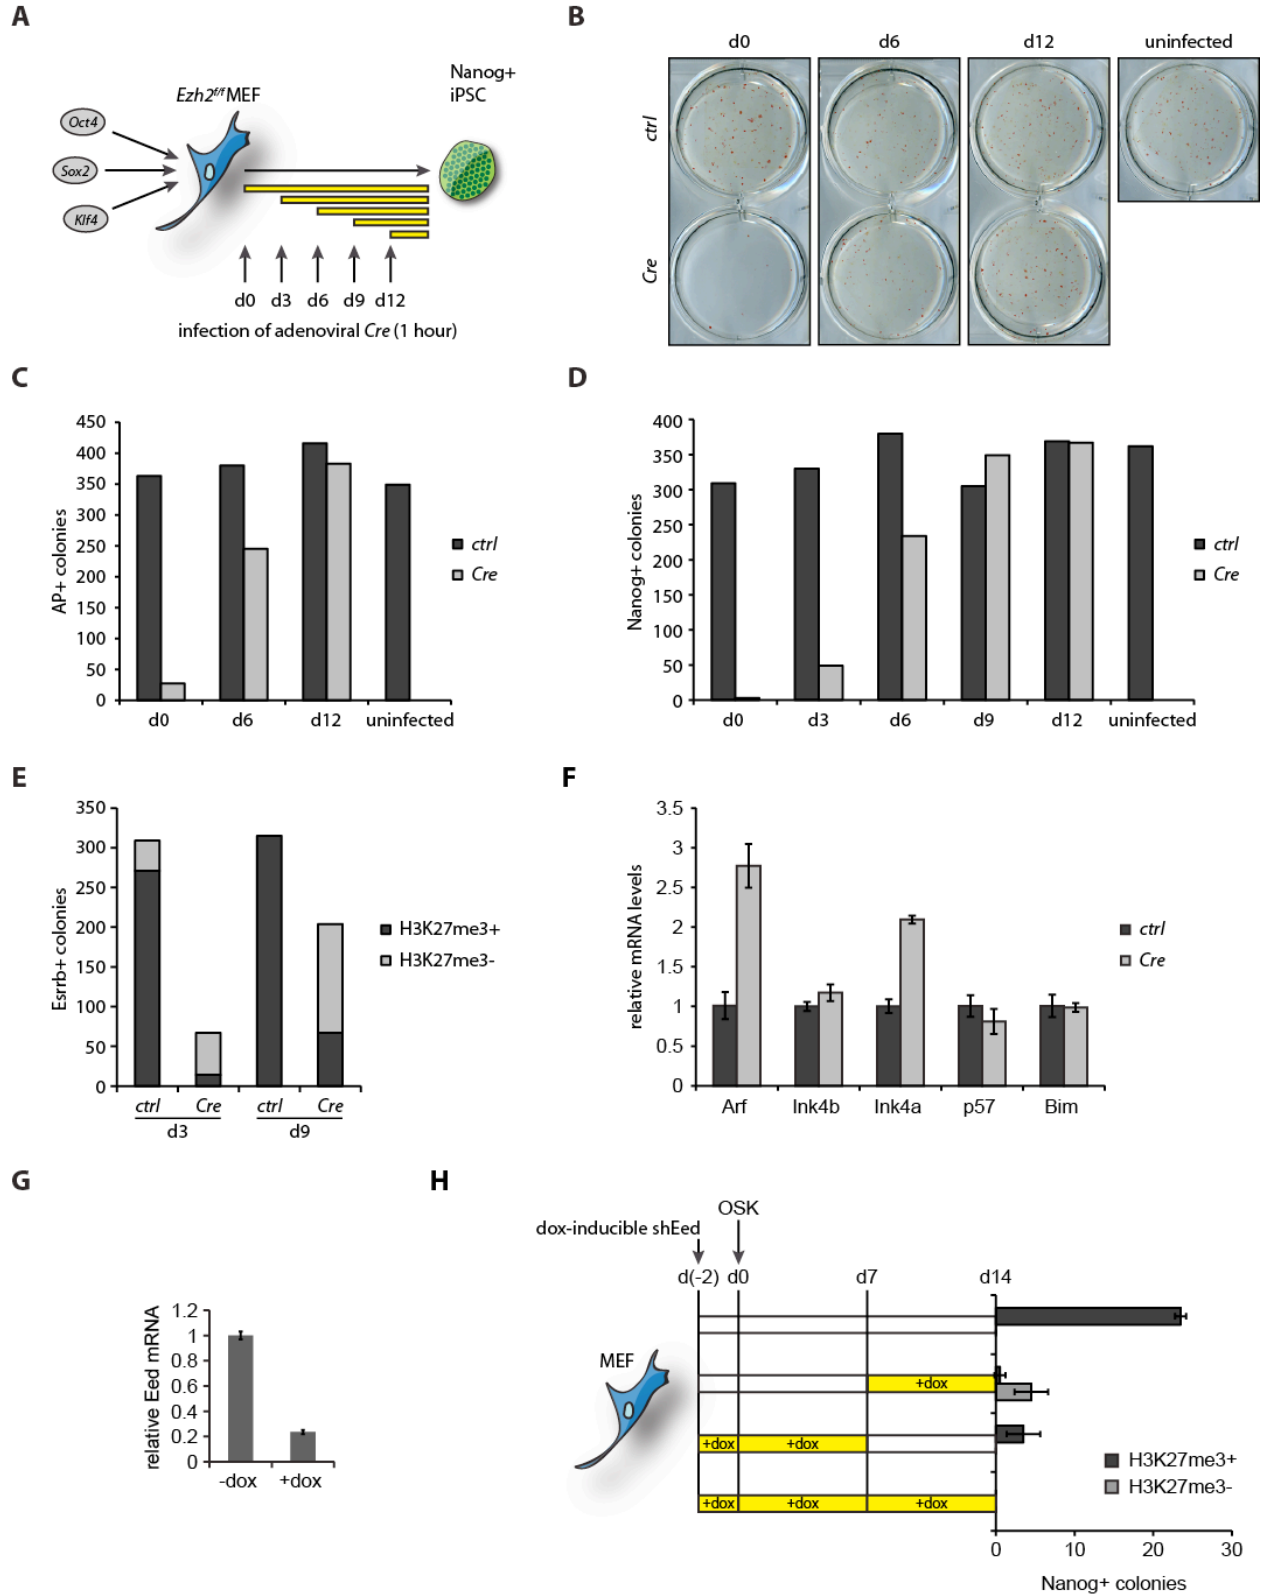 A
Ezh2f/f MEF
Nanog+
iPSC
Oct4
Sox2
Klf4
d0 d3 d6 d9 d12
infection of adenoviral Cre (1 hour)
B
d0 d6 d12 uninfected
ctrl
Cre
C
AP+ colonies
450
400
350
300
250
200
150
100
50
0
d0 d6 d12 uninfected
ctrl
Cre
D
Nanog+ colonies
400
350
300
250
200
150
100
50
0
d0 d3 d6 d9 d12 uninfected
ctrl
Cre
E
Esrrb+ colonies
350
300
250
200
150
100
50
0
ctrl Cre ctrl Cre
d3 d9
H3K27me3+
H3K27me3-
F
relative mRNA levels
3.5
3
2.5
2
1.5
1
0.5
0
Arf Ink4b Ink4a p57 Bim
ctrl
Cre
G
relative Eed mRNA
1.2
1
0.8
0.6
0.4
0.2
0
-dox +dox
H
OSK
dox-inducible shEed
d(-2) d0 d7 d14
MEF
+dox
+dox +dox
+dox +dox +dox
H3K27me3+
H3K27me3-
0 10 20 30
Nanog+ colonies